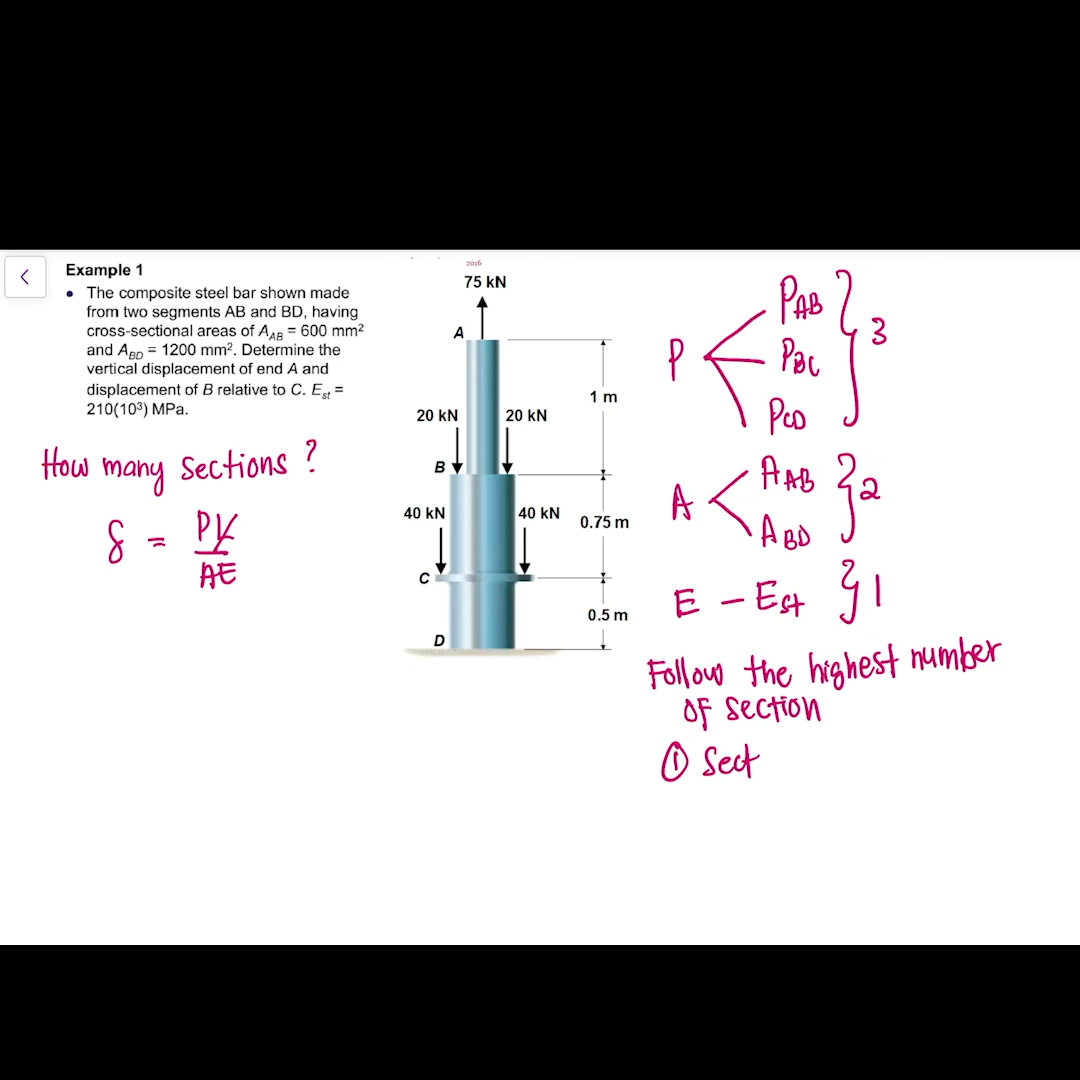 Example 1
• The composite steel bar shown made
from two segments AB and BD, having
cross-sectional areas of A_AB = 600 mm²
and A_BD = 1200 mm². Determine the
vertical displacement of end A and
displacement of B relative to C. E_st =
210(10³) MPa.
How many sections ?
δ = PL
AE
2016
75 kN
A
1 m
20 kN
20 kN
B
40 kN
40 kN
0.75 m
C
0.5 m
D
P
P_AB
P_BC
P_CD
3
A
A_AB
A_BD
2
E - E_st } 1
Follow the highest number
of section
① Sect